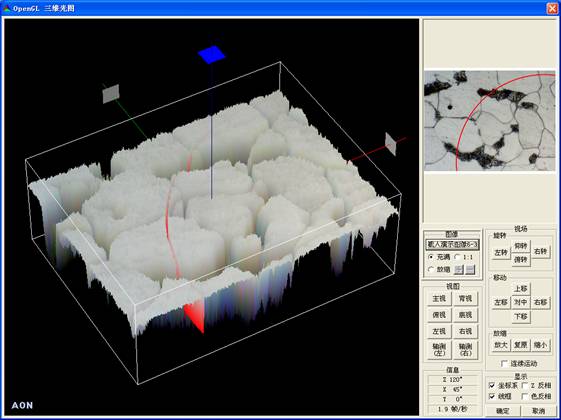 OpenGL 三维光图
图像
载入演示图像6-3
充满 1:1
放缩
视图
主视 背视
俯视 底视
左视 右视
轴测(左) 轴测(右)
信息
Z 120°
X 45°
Y 0°
1.9 帧/秒
视场
旋转
左转 仰转 俯转 右转
移动
上移
左移 对中 右移
下移
放缩
放大 复原 缩小
连续运动
显示
坐标系 Z 反相
线框 色反相
确定 取消
AON